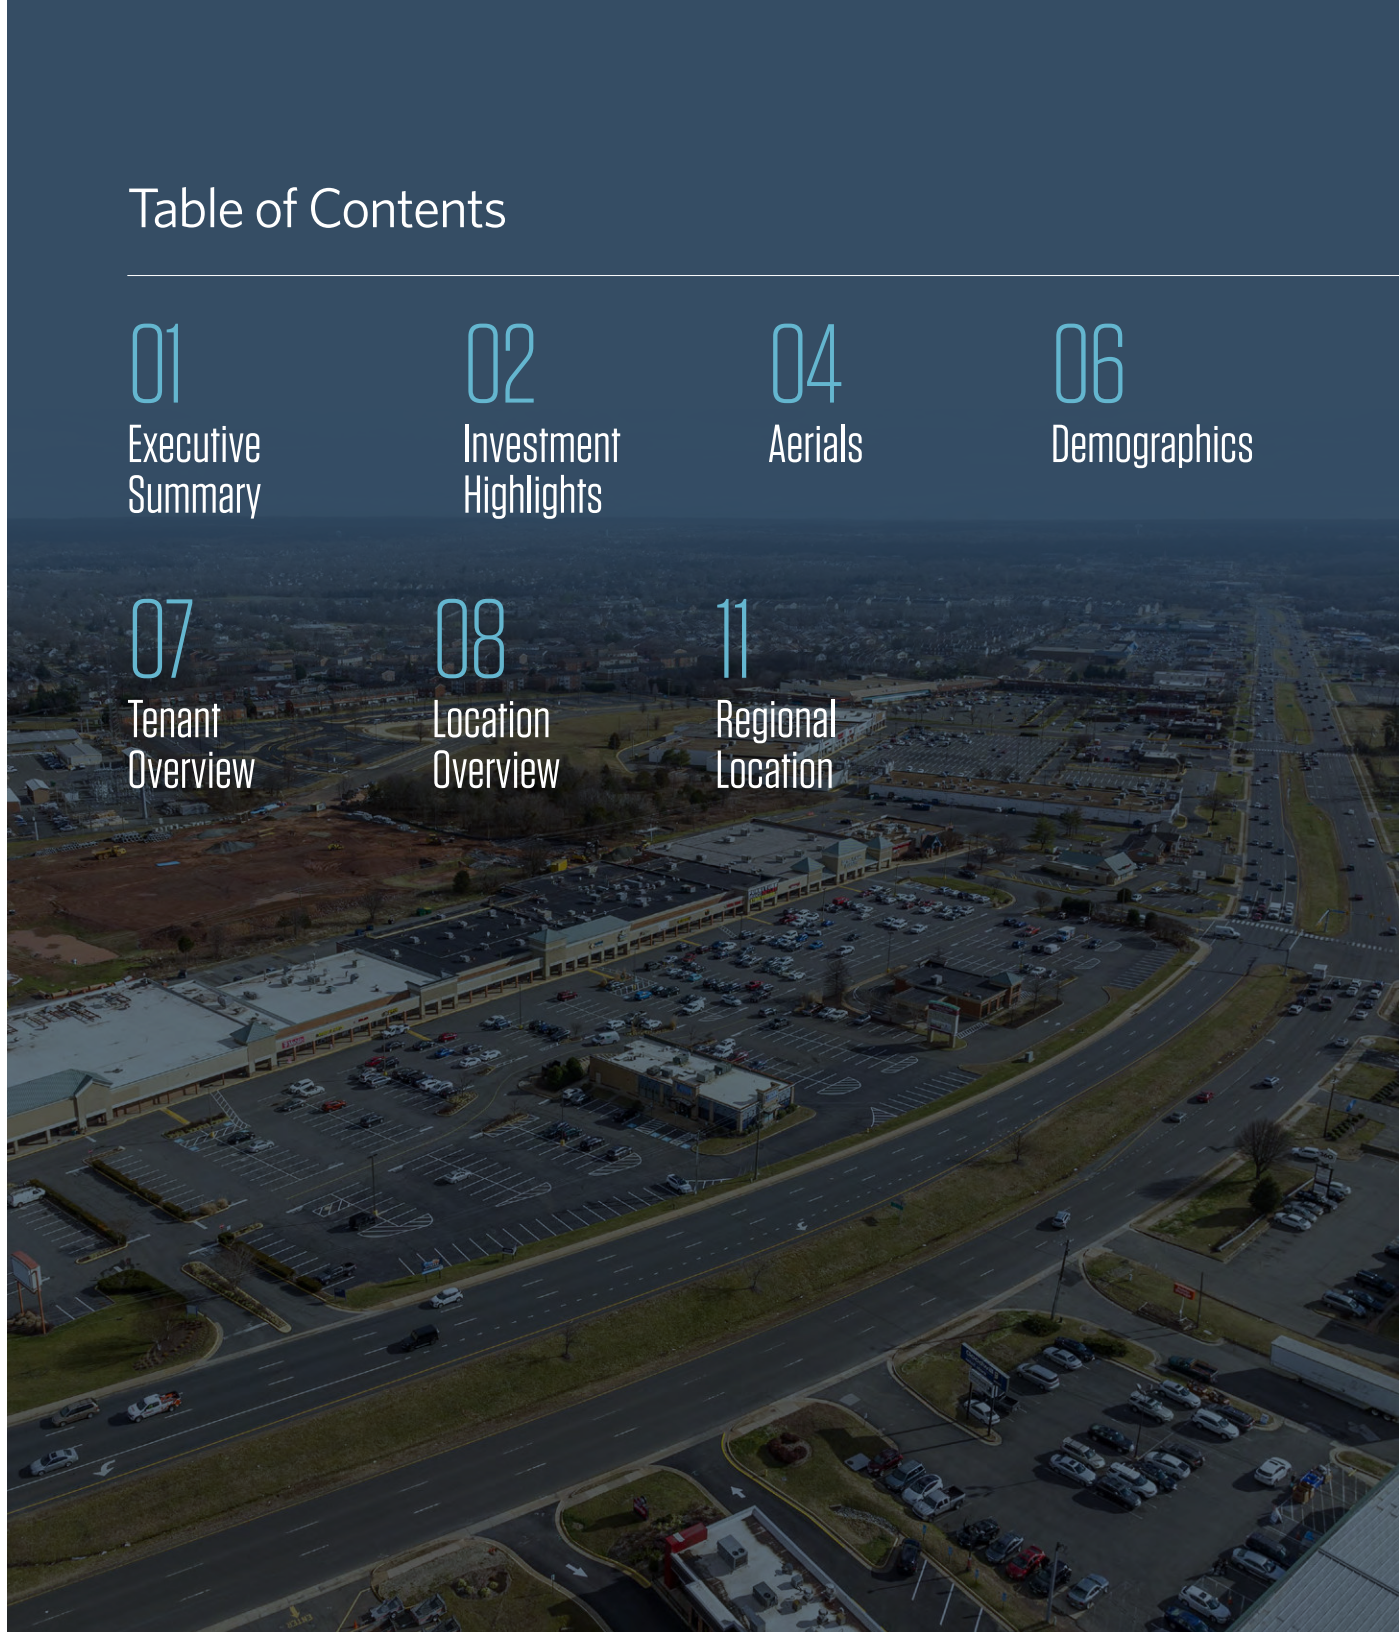 Table of Contents
01
Executive
Summary
02
Investment
Highlights
04
Aerials
06
Demographics
07
Tenant
Overview
08
Location
Overview
11
Regional
Location